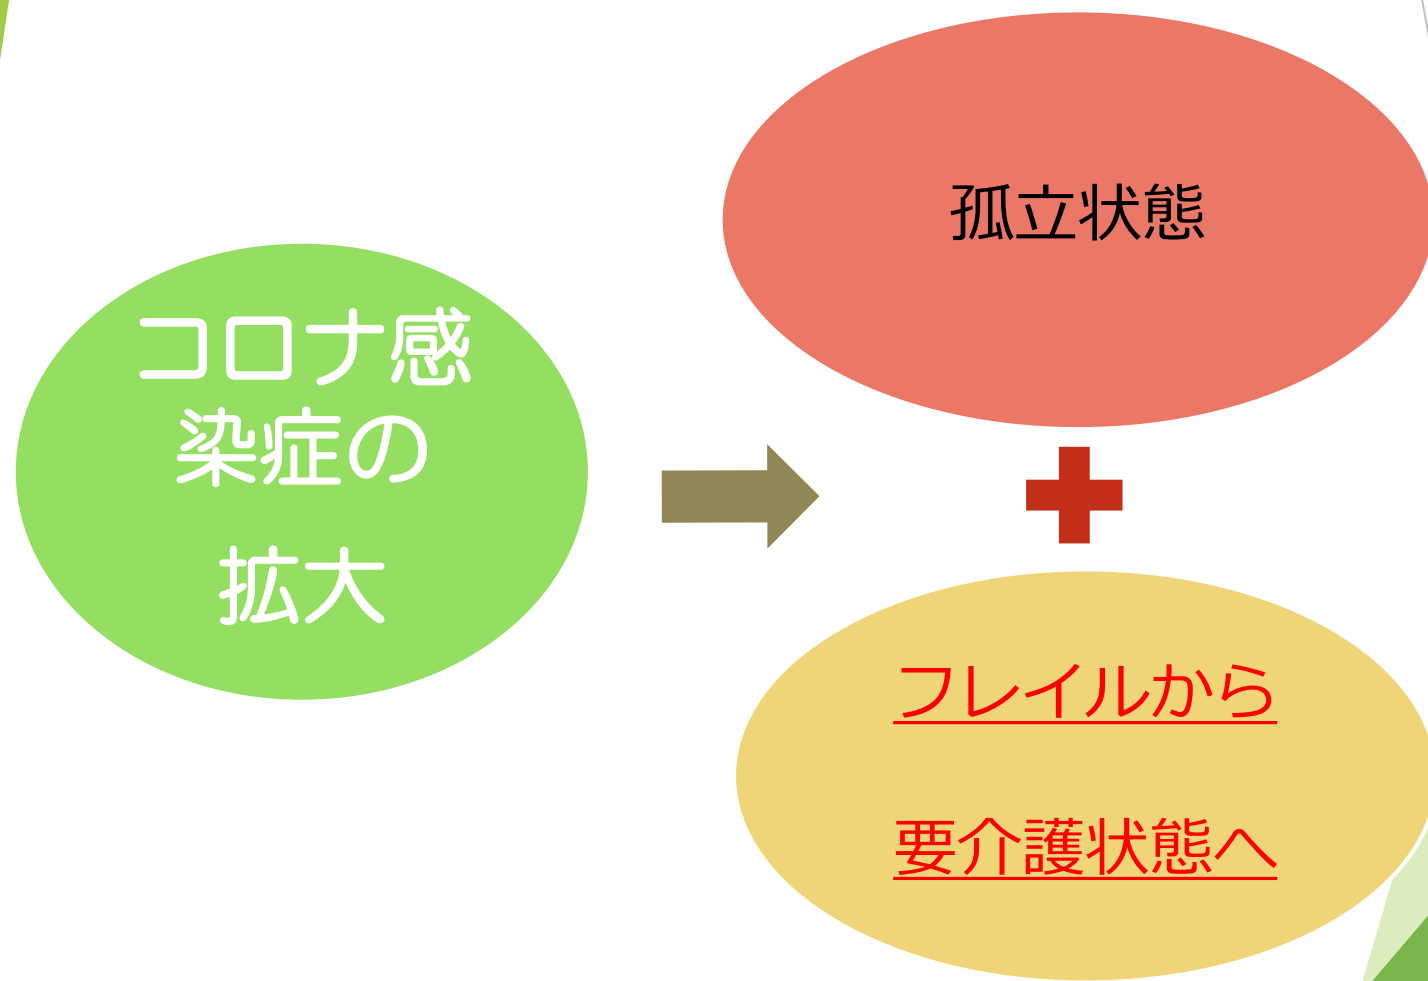 コロナ感
染症の
拡大
孤立状態
フレイルから
要介護状態へ